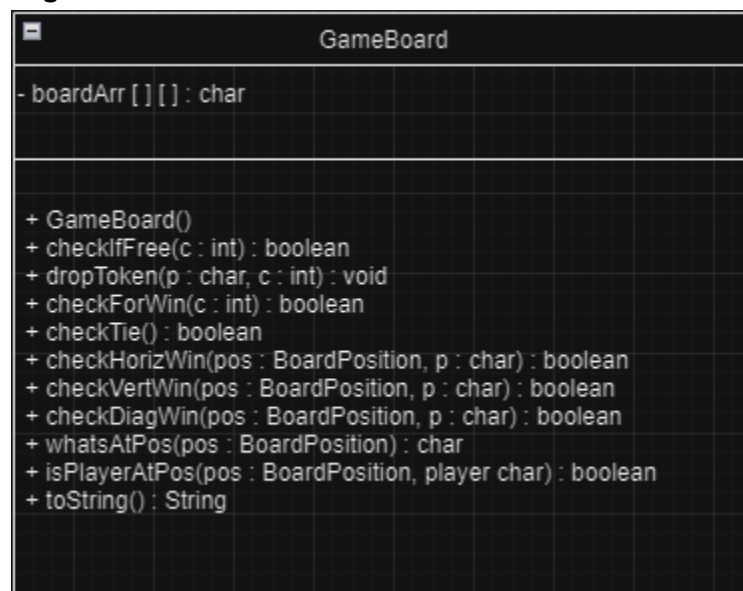 GameBoard
- boardArr [ ] [ ] : char
+ GameBoard()
+ checkIfFree(c : int) : boolean
+ dropToken(p : char, c : int) : void
+ checkForWin(c : int) : boolean
+ checkTie() : boolean
+ checkHorizWin(pos : BoardPosition, p : char) : boolean
+ checkVertWin(pos : BoardPosition, p : char) : boolean
+ checkDiagWin(pos : BoardPosition, p : char) : boolean
+ whatsAtPos(pos : BoardPosition) : char
+ isPlayerAtPos(pos : BoardPosition, player char) : boolean
+ toString() : String